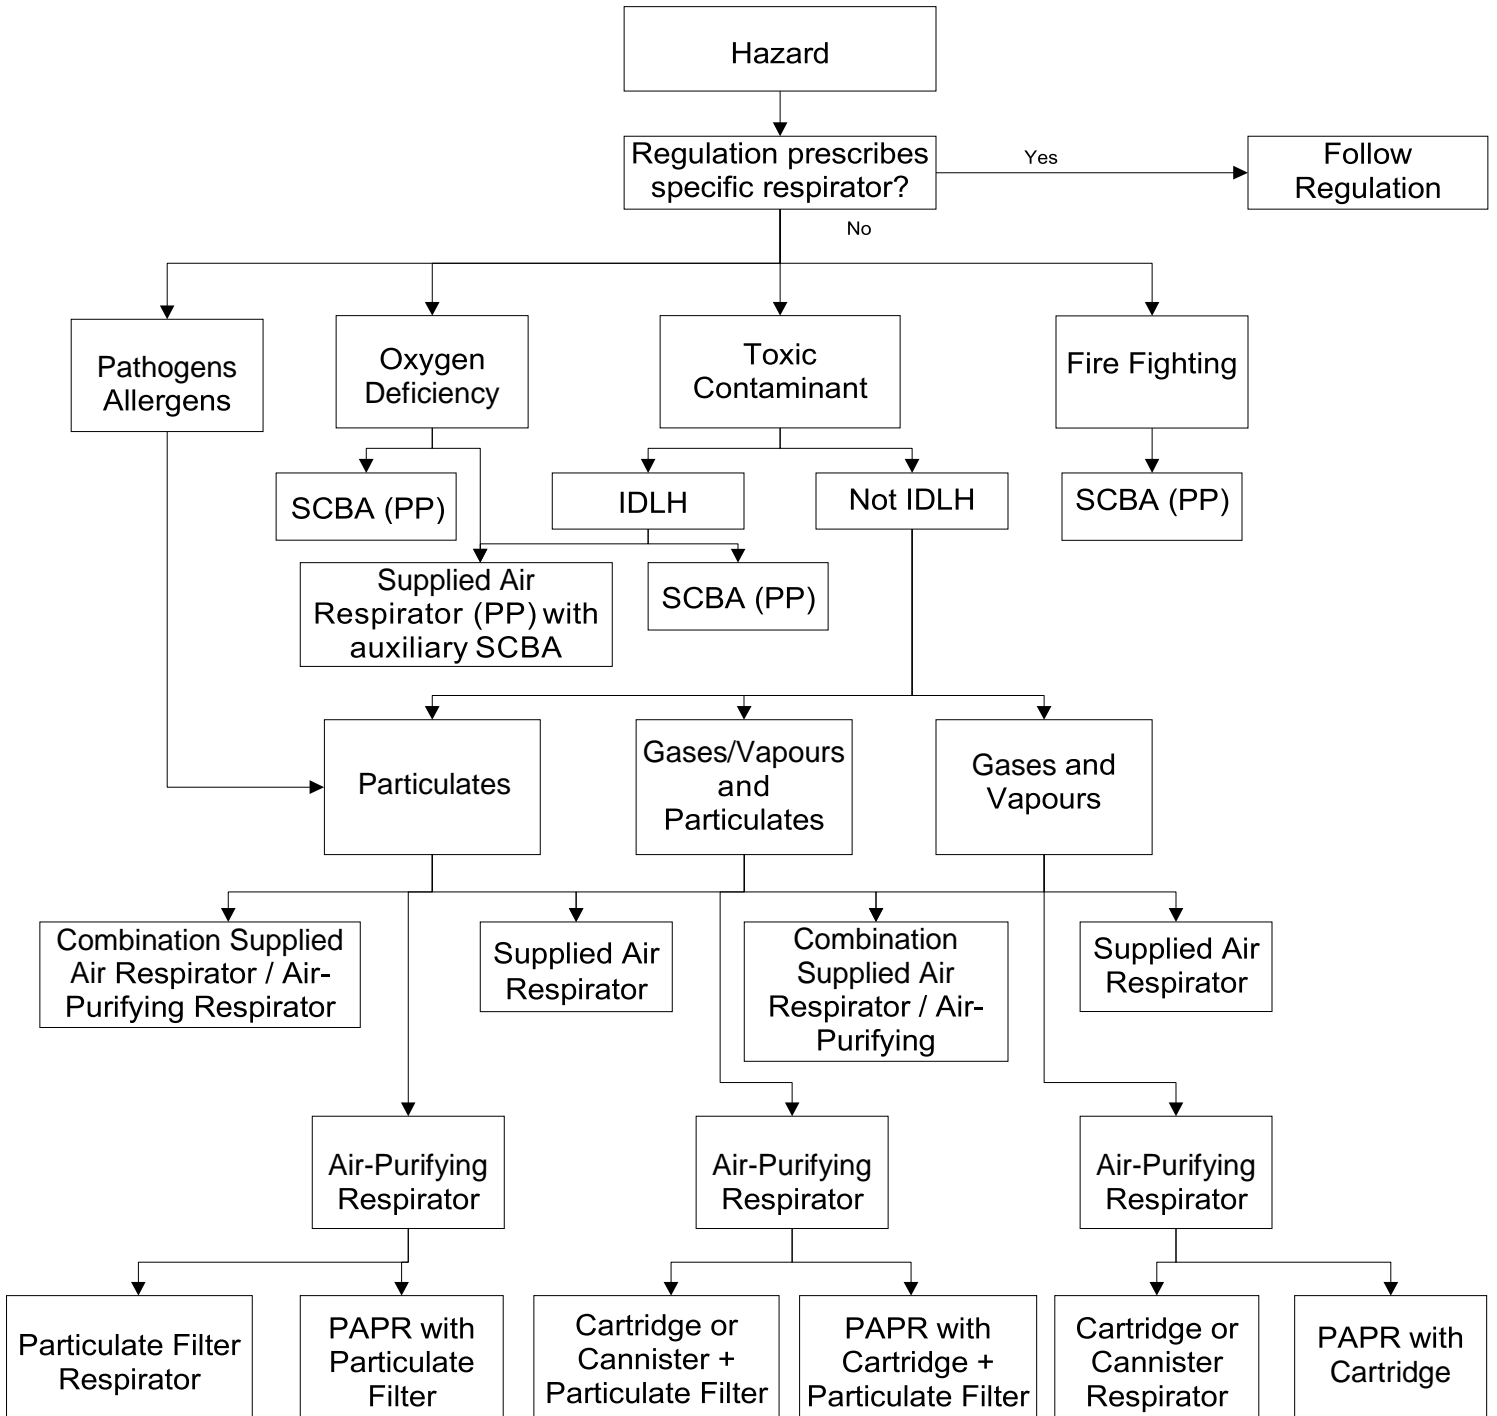 Hazard
Regulation prescribes
specific respirator?
Yes
Follow
Regulation
No
Pathogens
Allergens
Oxygen
Deficiency
Toxic
Contaminant
Fire Fighting
SCBA (PP)
IDLH
Not IDLH
SCBA (PP)
Supplied Air
Respirator (PP) with
auxiliary SCBA
SCBA (PP)
Particulates
Gases/Vapours
and
Particulates
Gases and
Vapours
Combination Supplied
Air Respirator / Air-
Purifying Respirator
Supplied Air
Respirator
Combination
Supplied Air
Respirator / Air-
Purifying
Supplied Air
Respirator
Air-Purifying
Respirator
Air-Purifying
Respirator
Air-Purifying
Respirator
Particulate Filter
Respirator
PAPR with
Particulate
Filter
Cartridge or
Cannister +
Particulate Filter
PAPR with
Cartridge +
Particulate Filter
Cartridge or
Cannister
Respirator
PAPR with
Cartridge